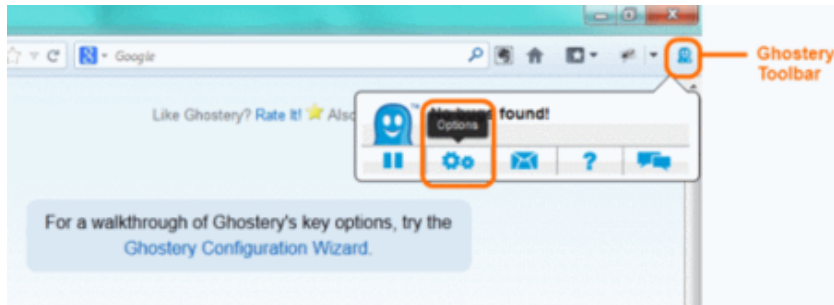 Google
Ghostery
Toolbar
Like Ghostery? Rate It! Also
found!
Options
?
For a walkthrough of Ghostery's key options, try the
Ghostery Configuration Wizard.